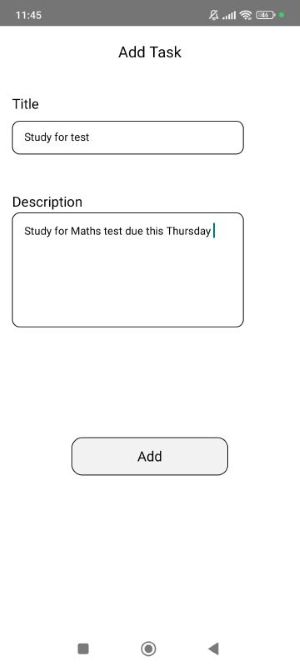 11:45
Add Task
Title
Study for test
Description
Study for Maths test due this Thursday
Add